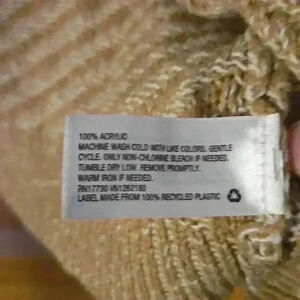 100% ACRYLIC
MACHINE WASH COLD WITH LIKE COLORS. GENTLE
CYCLE. ONLY NON-CHLORINE BLEACH IF NEEDED.
TUMBLE DRY LOW. REMOVE PROMPTLY.
WARM IRON IF NEEDED.
RN17730 VN1262180
LABEL MADE FROM 100% RECYCLED PLASTIC